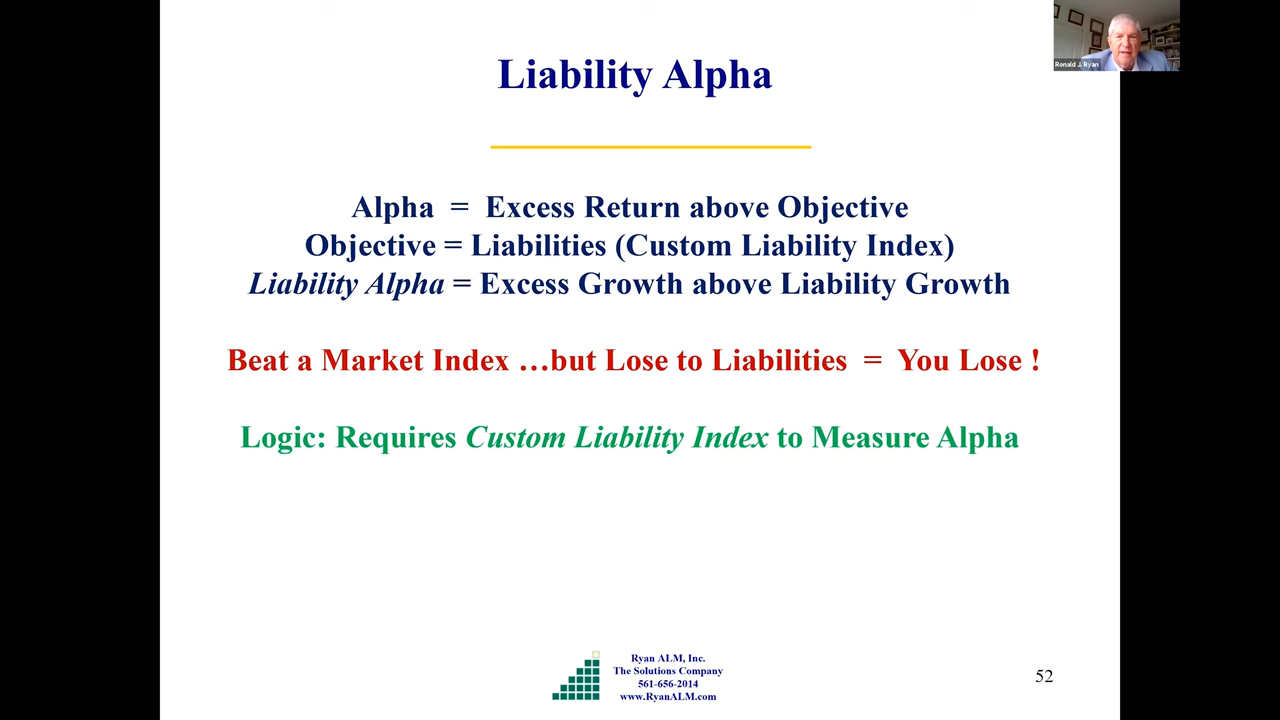 Liability Alpha
Ronald J. Ryan
Alpha = Excess Return above Objective
Objective = Liabilities (Custom Liability Index)
Liability Alpha = Excess Growth above Liability Growth
Beat a Market Index …but Lose to Liabilities = You Lose !
Logic: Requires Custom Liability Index to Measure Alpha
Ryan ALM, Inc.
The Solutions Company
561-656-2014
www.RyanALM.com
52